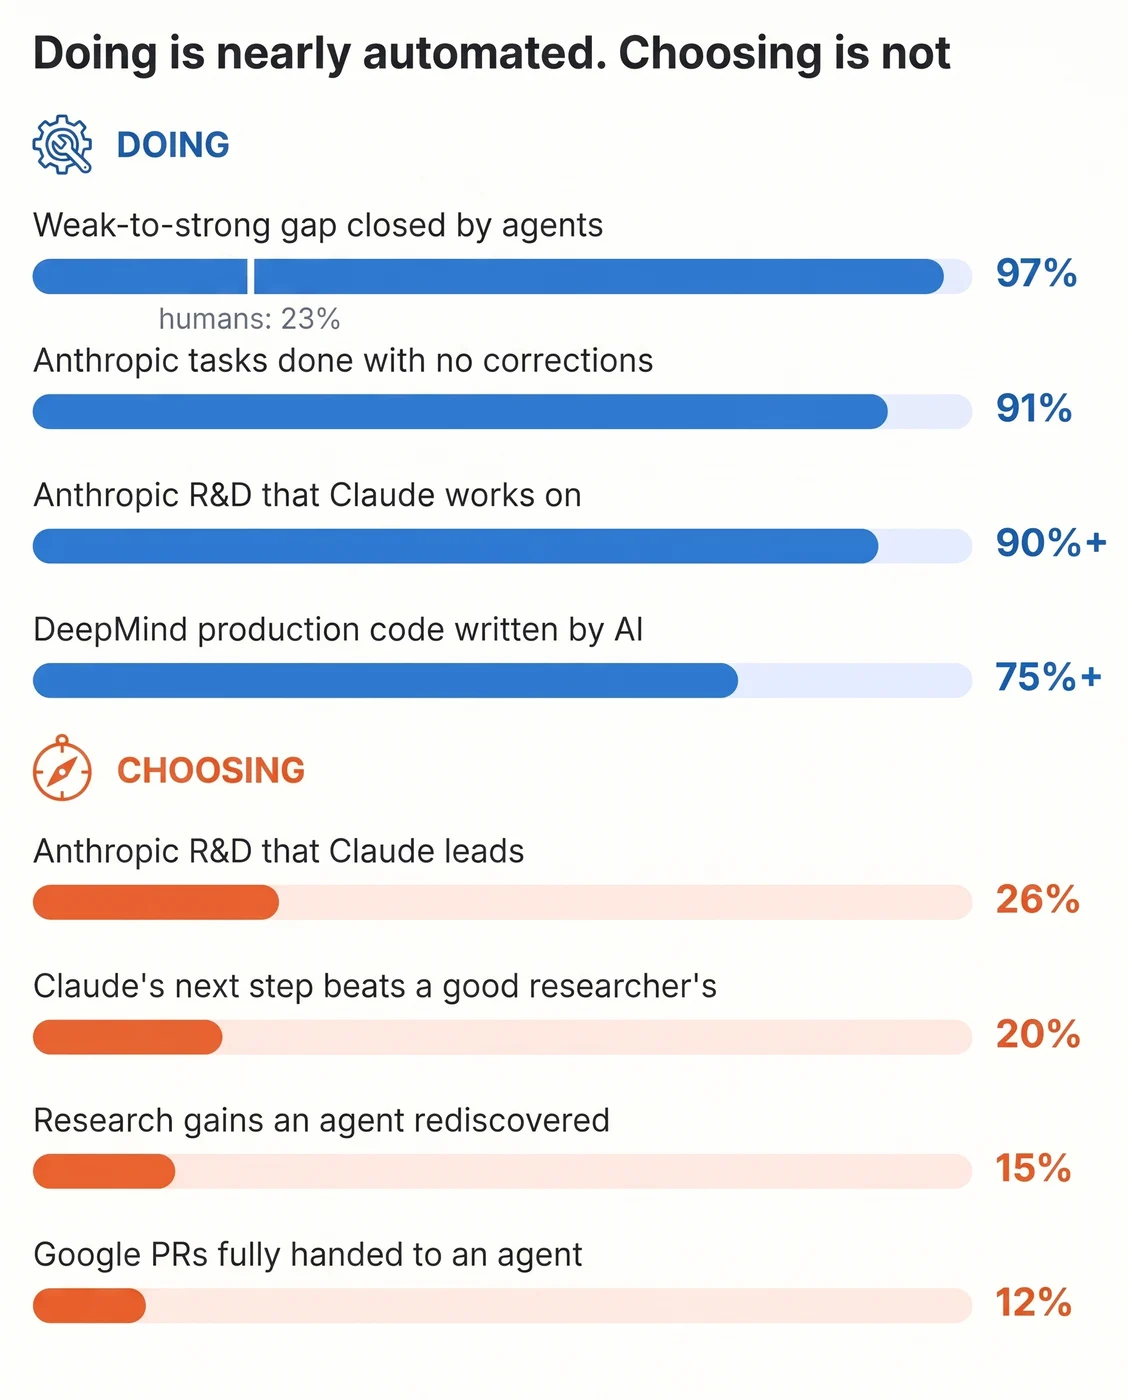 Doing is nearly automated. Choosing is not
DOING
Weak-to-strong gap closed by agents
97%
humans: 23%
Anthropic tasks done with no corrections
91%
Anthropic R&D that Claude works on
90%+
DeepMind production code written by AI
75%+
CHOOSING
Anthropic R&D that Claude leads
26%
Claude's next step beats a good researcher's
20%
Research gains an agent rediscovered
15%
Google PRs fully handed to an agent
12%